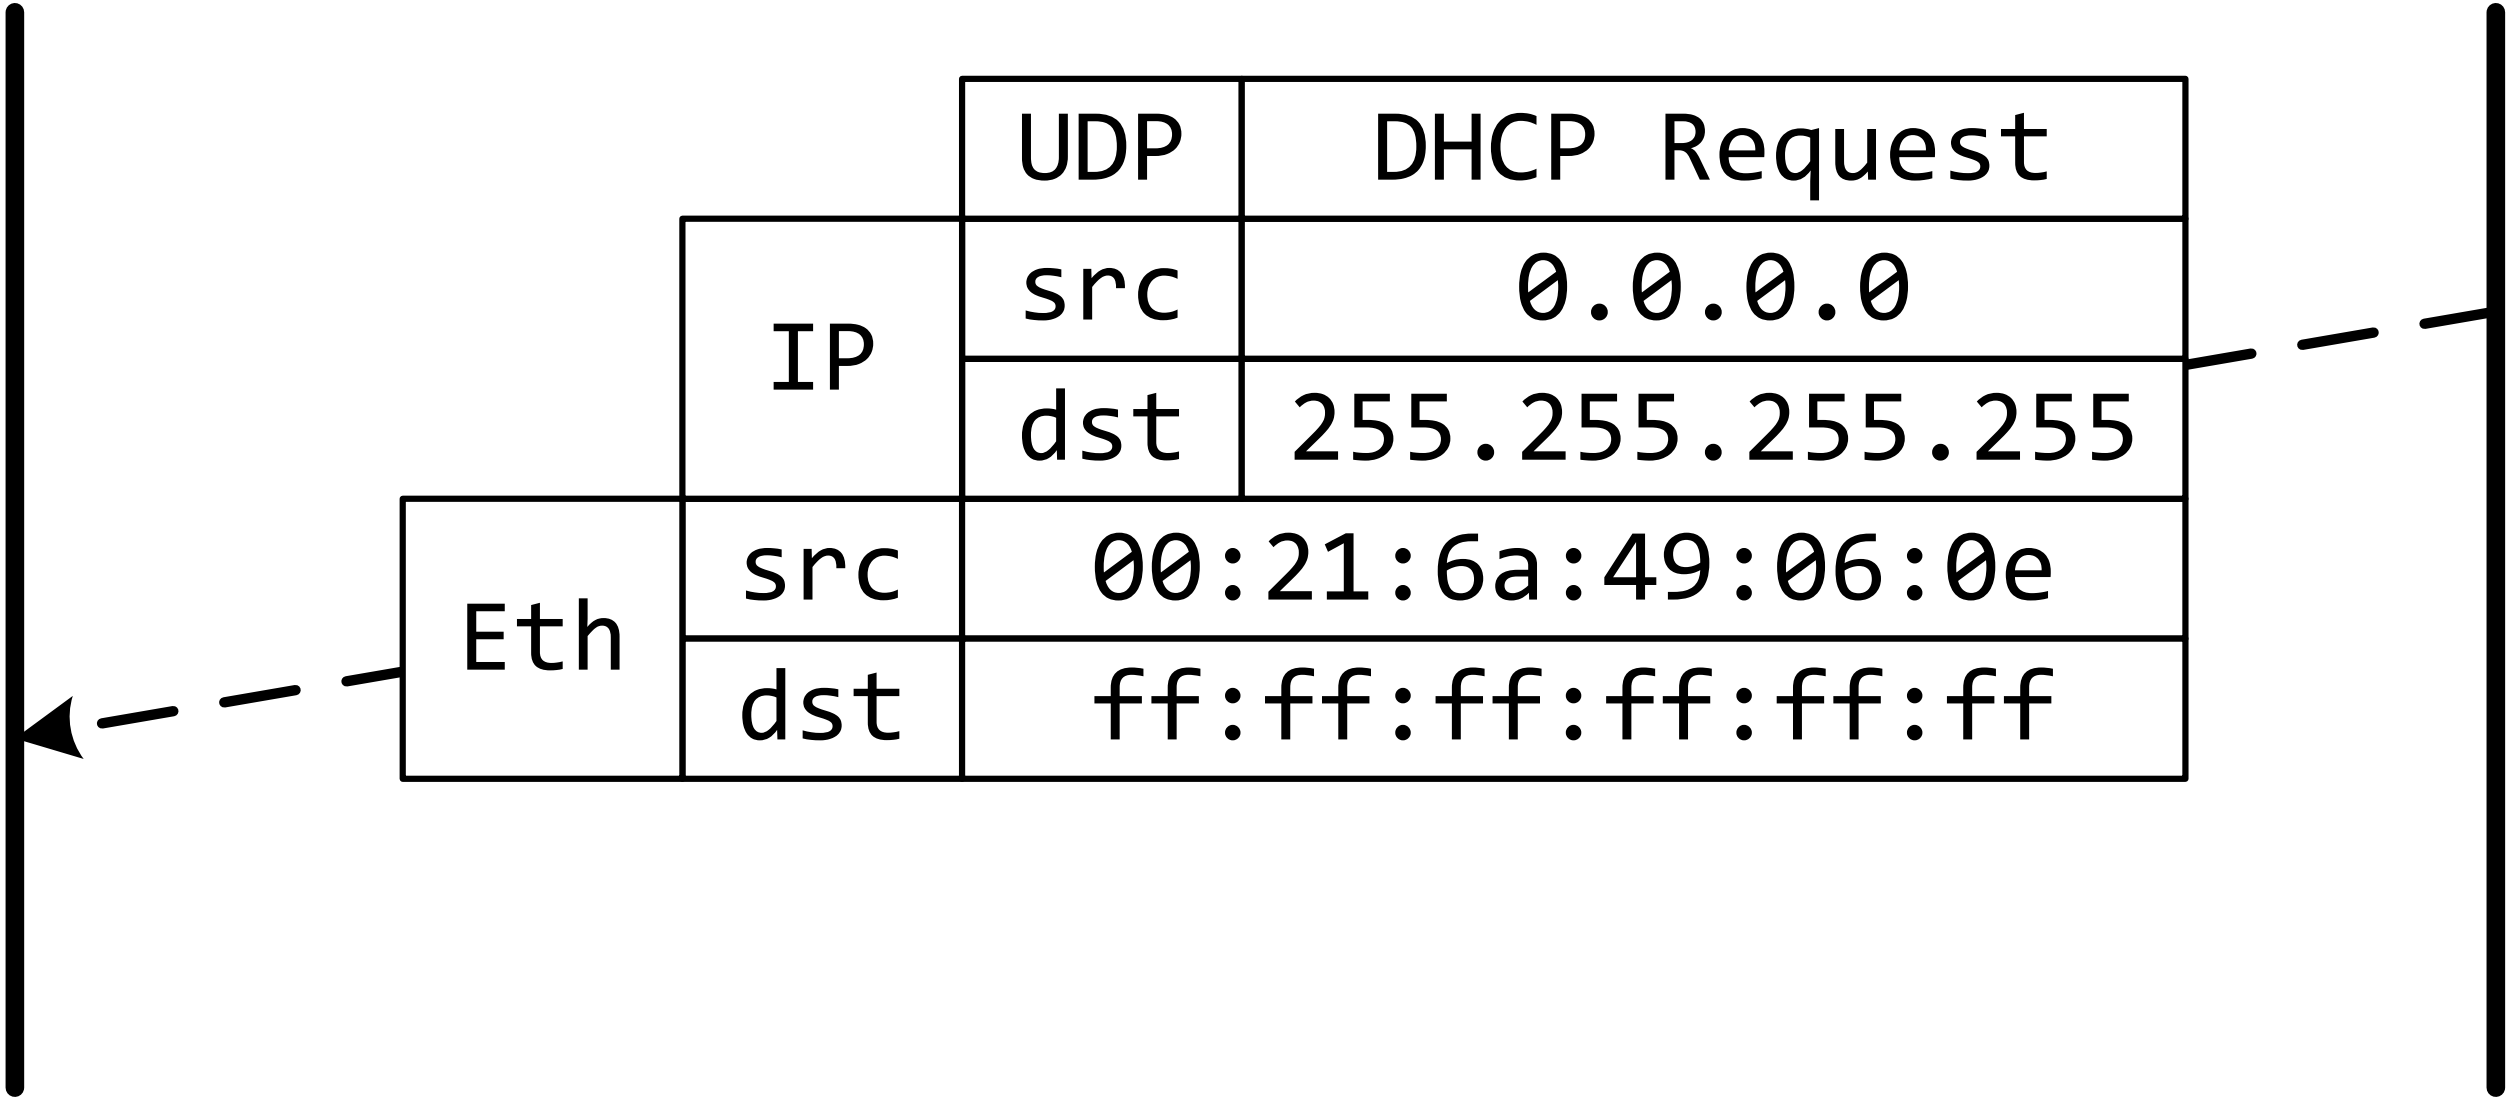 UDP DHCP Request
IP src 0.0.0.0
dst 255.255.255.255
Eth src 00:21:6a:49:06:0e
dst ff:ff:ff:ff:ff:ff